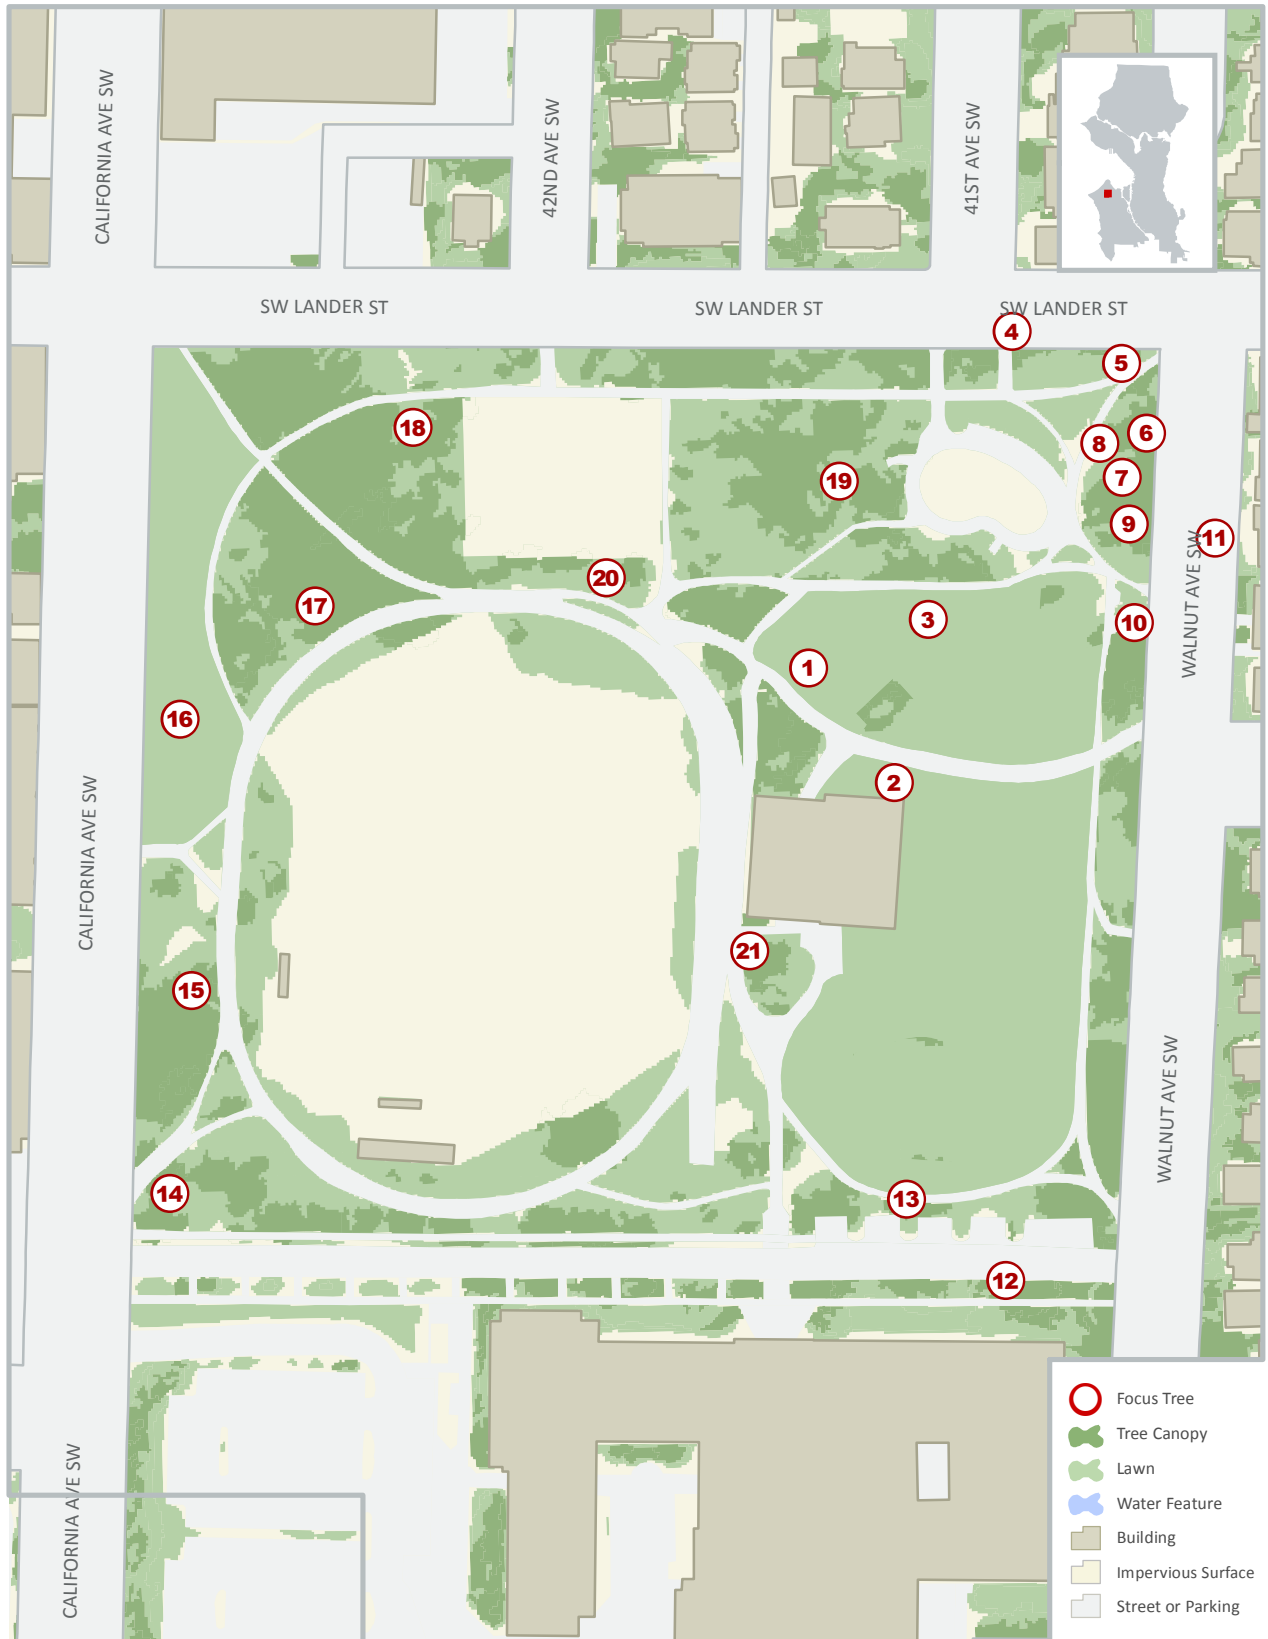 CALIFORNIA AVE SW
42ND AVE SW
41ST AVE SW
SW LANDER ST
SW LANDER ST
SW LANDER ST
4
5
18
6
8
7
19
9
11
20
17
10
3
WALNUT AVE SW
1
16
2
CALIFORNIA AVE SW
21
15
WALNUT AVE SW
14
13
12
Focus Tree
Tree Canopy
Lawn
Water Feature
Building
Impervious Surface
Street or Parking
CALIFORNIA AVE SW